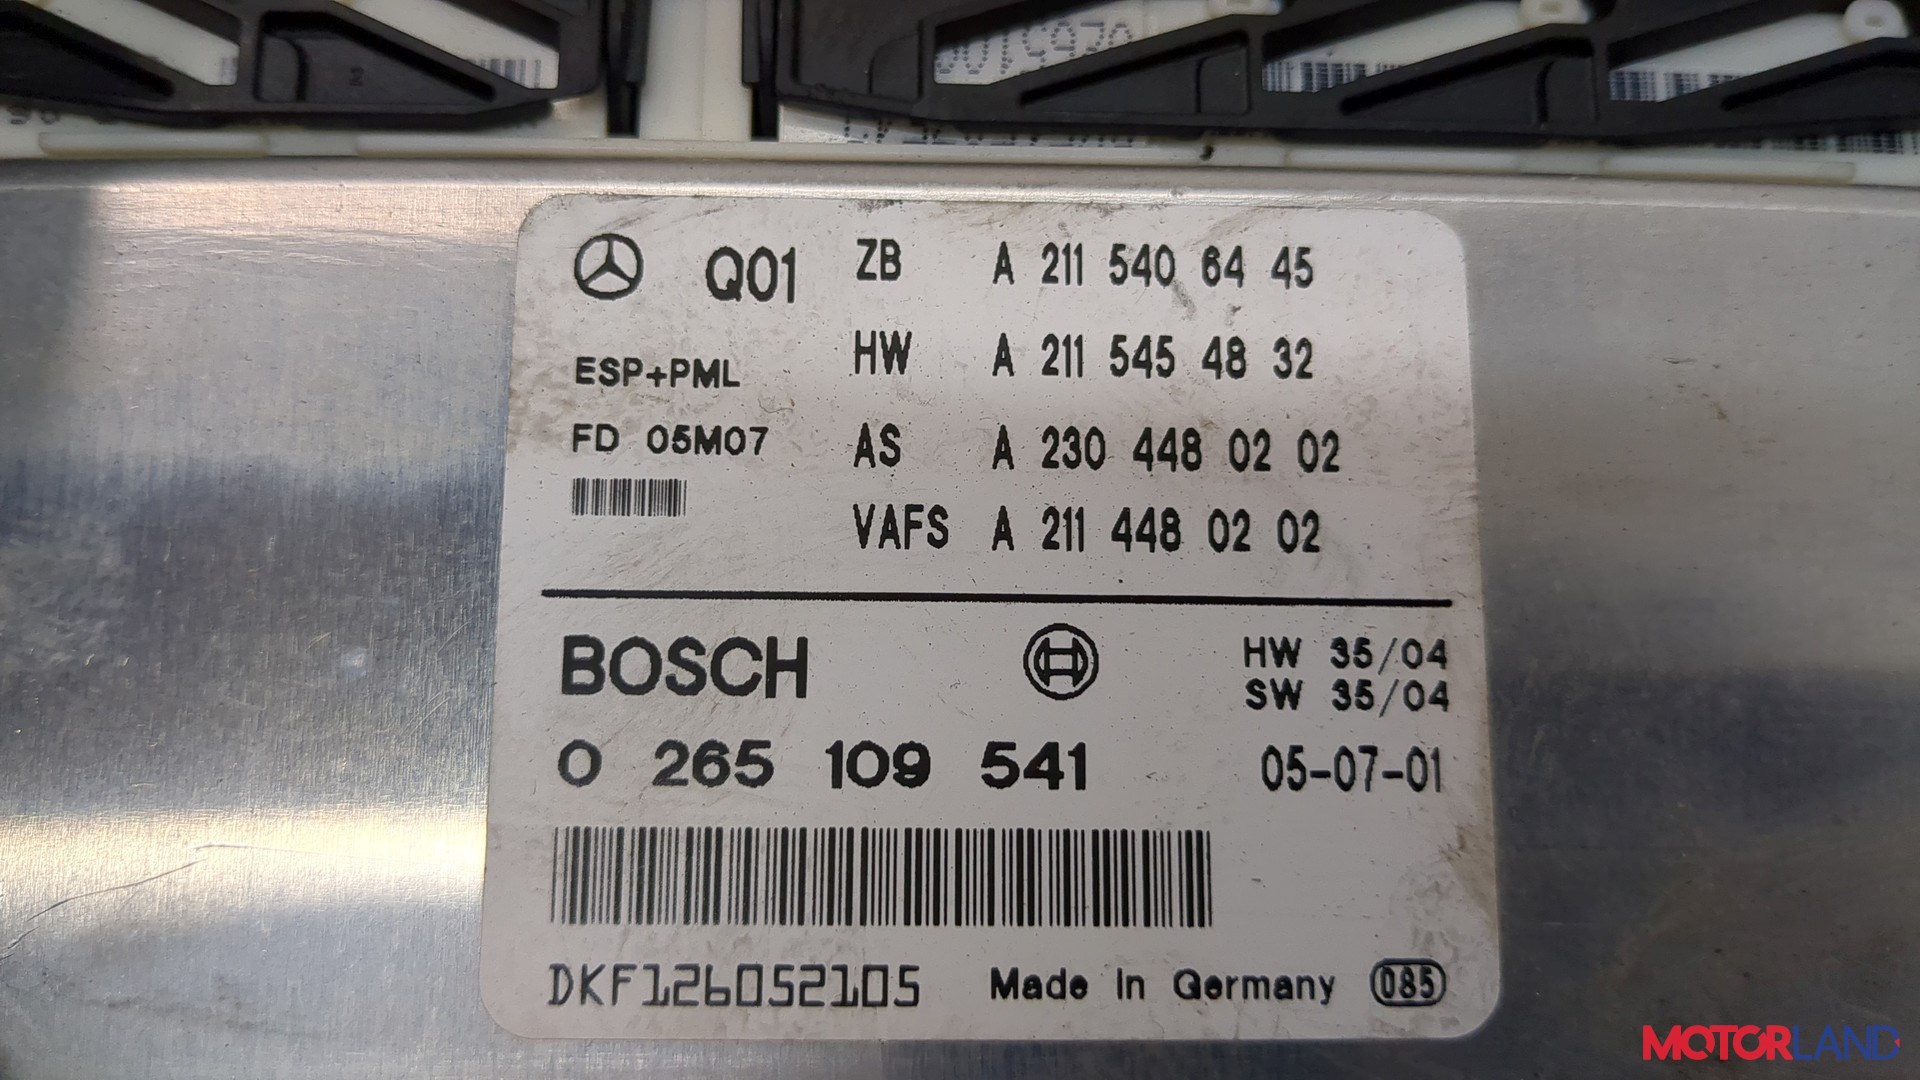 Q01 ZB A 211 540 64 45
ESP+PML HW A 211 545 48 32
FD 05M07 AS A 230 448 02 02
VAFS A 211 448 02 02
BOSCH HW 35/04
SW 35/04
0 265 109 541 05-07-01
DKF126052105 Made In Germany 085
MOTORLAND